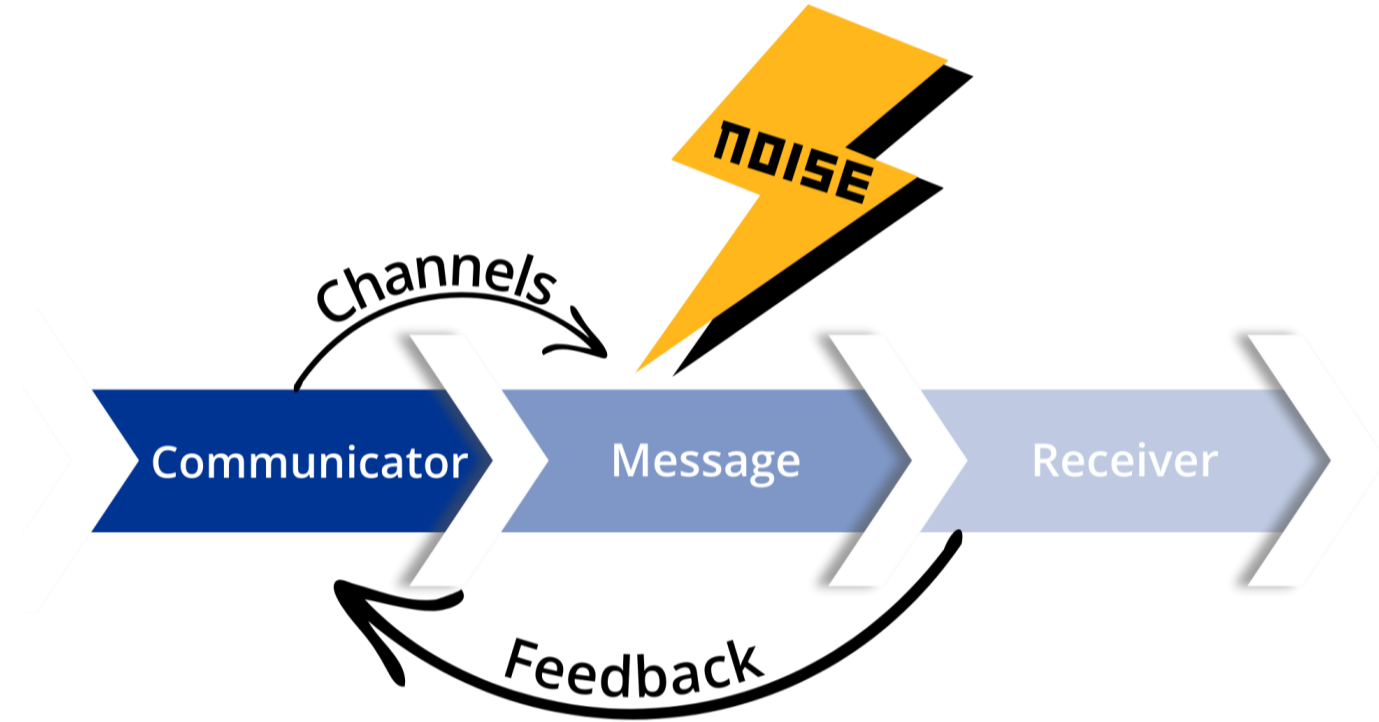 NOISE
Channels
Communicator
Message
Receiver
Feedback